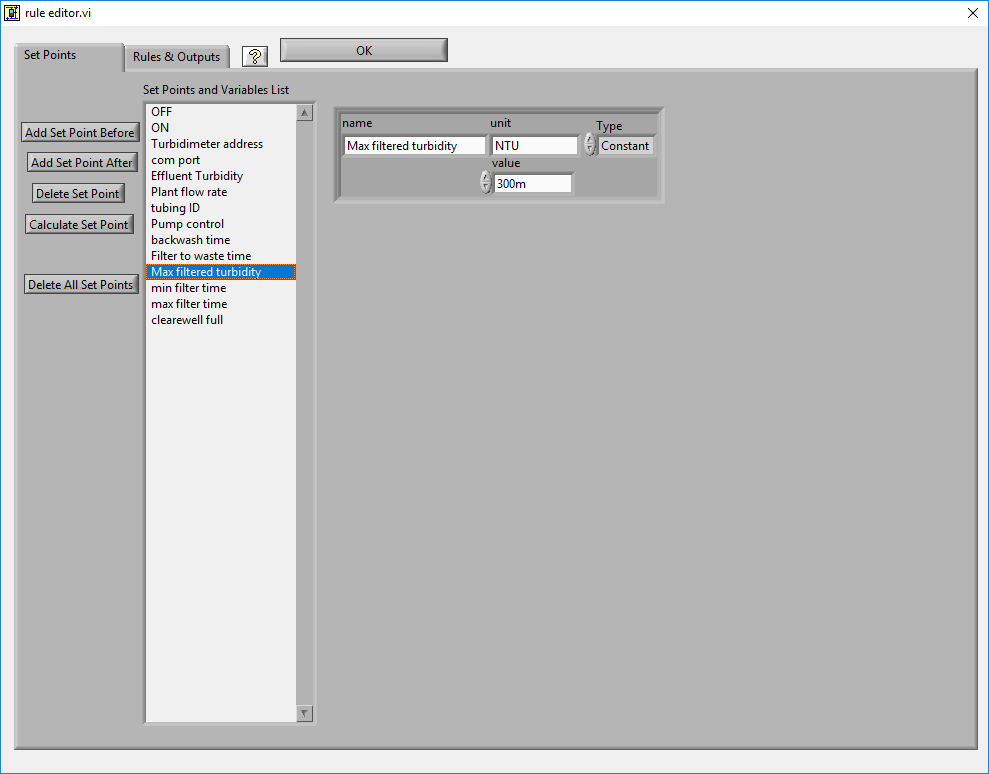 rule editor.vi
Set Points
Rules & Outputs
?
OK
Set Points and Variables List
Add Set Point Before
Add Set Point After
Delete Set Point
Calculate Set Point
Delete All Set Points
OFF
ON
Turbidimeter address
com port
Effluent Turbidity
Plant flow rate
tubing ID
Pump control
backwash time
Filter to waste time
Max filtered turbidity
min filter time
max filter time
clearewell full
name
unit
Type
Max filtered turbidity
NTU
Constant
value
300m